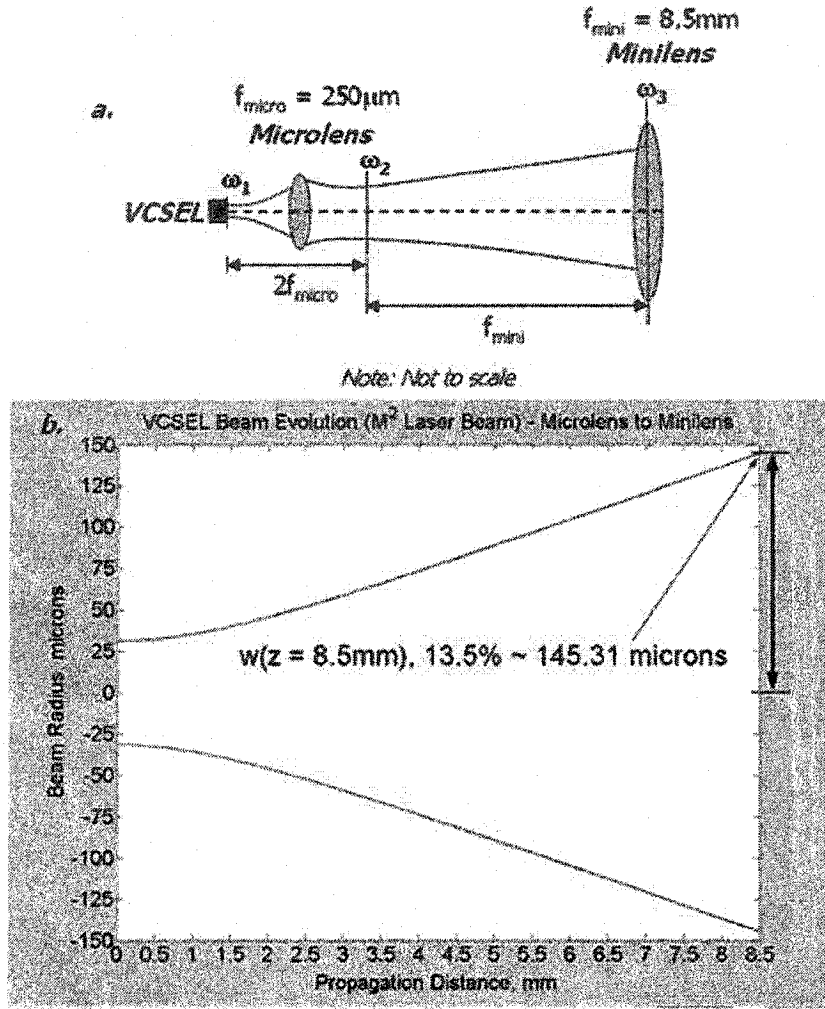 a.
f_mini = 8.5mm
Minilens
ω₃
f_micro = 250μm
Microlens
ω₂
ω₁
VCSEL
2f_micro
f_mini
Note: Not to scale
b.
VCSEL Beam Evolution (M² Laser Beam) - Microlens to Minilens
150
125
100
75
50
25
0
-25
-50
-75
-100
-125
-150
Beam Radius, microns
w(z = 8.5mm), 13.5% ~ 145.31 microns
0 0.5 1 1.5 2 2.5 3 3.5 4 4.5 5 5.5 6 6.5 7 7.5 8 8.5
Propagation Distance, mm